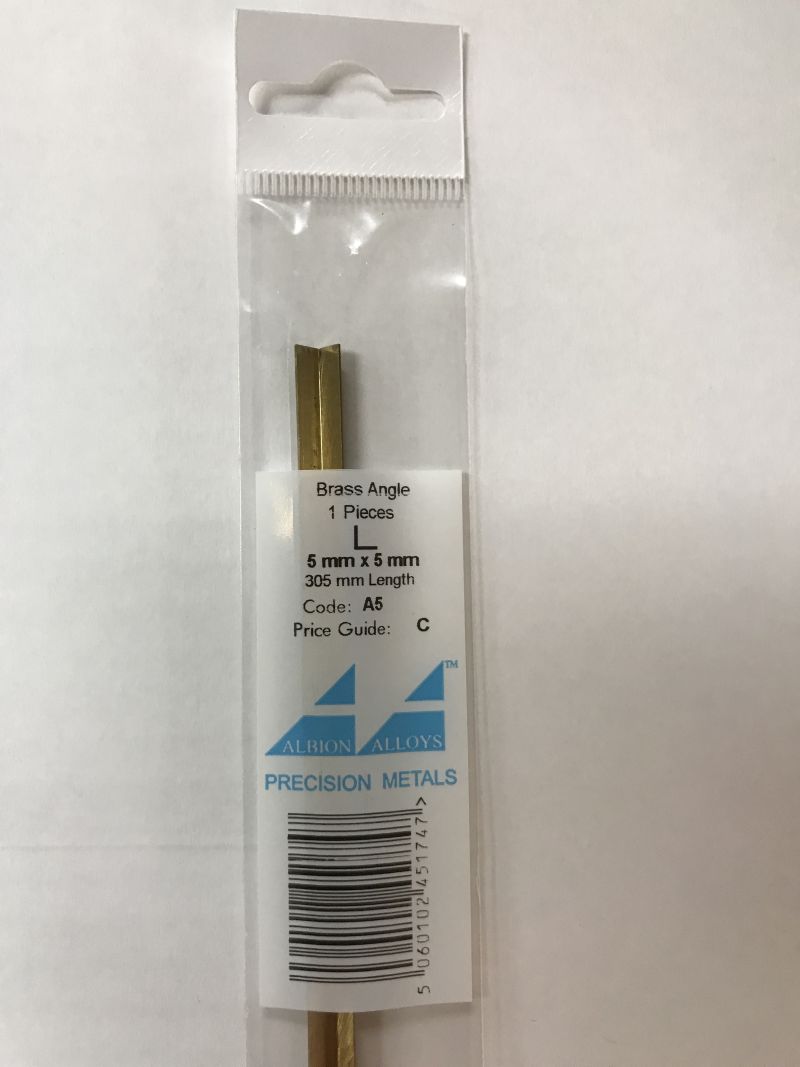 Brass Angle
1 Pieces
5 mm x 5 mm
305 mm Length
Code: A5
Price Guide: C
TM
ALBION ALLOYS
PRECISION METALS
5 060102 451747 >